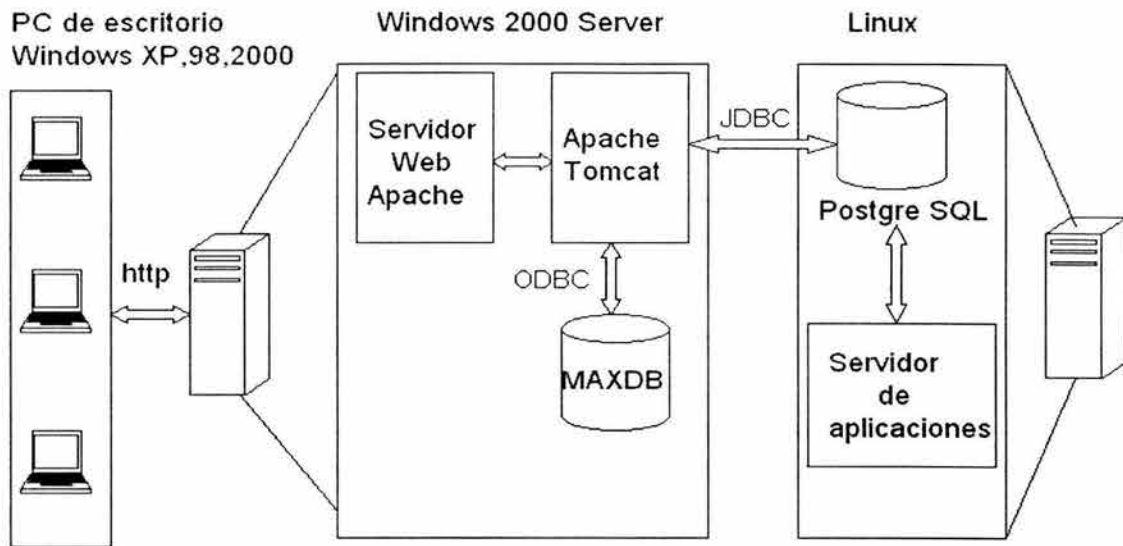 PC de escritorio
Windows XP,98,2000
http
Windows 2000 Server
Servidor
Web
Apache
Apache
Tomcat
ODBC
MAXDB
JDBC
Linux
Postgre SQL
Servidor
de
aplicaciones